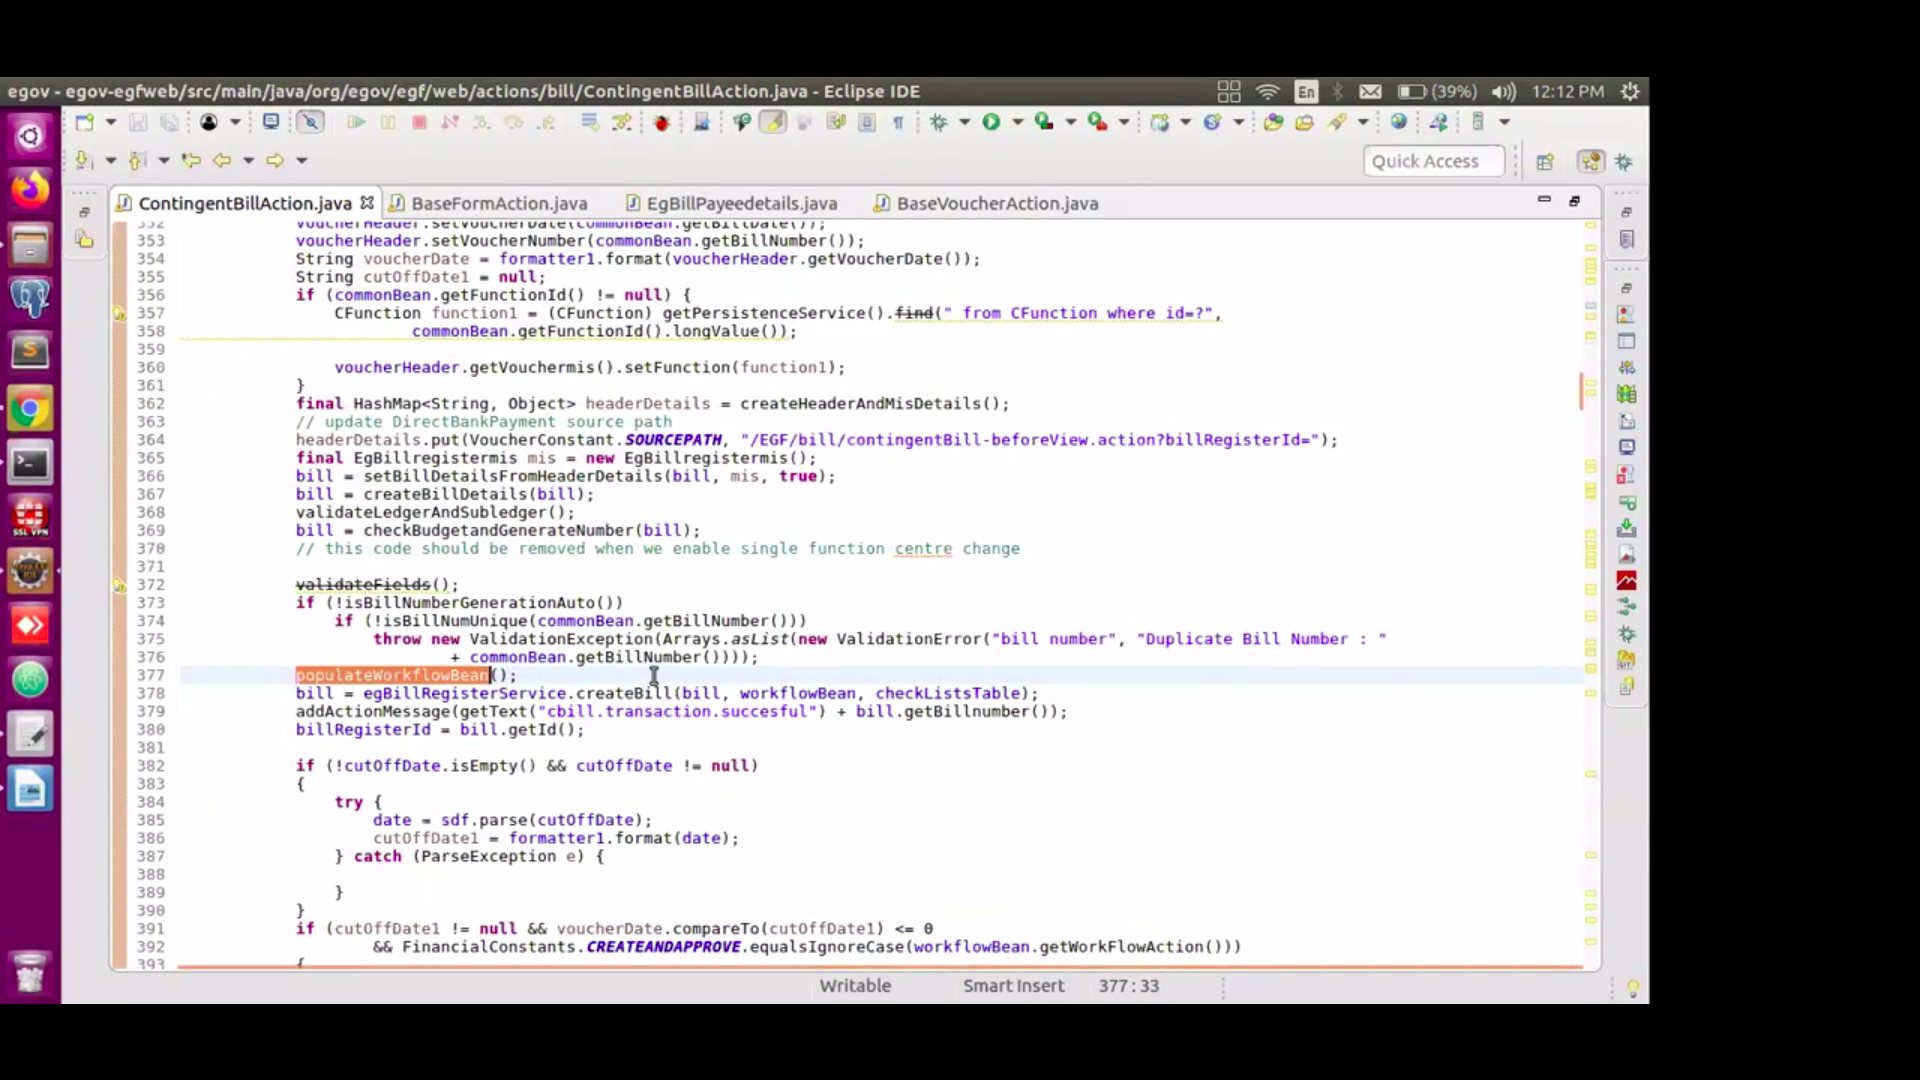 egov - egov-egfweb/src/main/java/org/egov/egf/web/actions/bill/ContingentBillAction.java - Eclipse IDE
En
(39%)
12:12 PM
Quick Access
ContingentBillAction.java
BaseFormAction.java
EgBillPayeedetails.java
BaseVoucherAction.java
352 voucherHeader.setVoucherDate(commonBean.getBillDate());
353 voucherHeader.setVoucherNumber(commonBean.getBillNumber());
354 String voucherDate = formatter1.format(voucherHeader.getVoucherDate());
355 String cutOffDate1 = null;
356 if (commonBean.getFunctionId() != null) {
357 CFunction function1 = (CFunction) getPersistenceService().find(" from CFunction where id=?",
358 commonBean.getFunctionId().longValue());
359
360 voucherHeader.getVouchermis().setFunction(function1);
361 }
362 final HashMap<String, Object> headerDetails = createHeaderAndMisDetails();
363 // update DirectBankPayment source path
364 headerDetails.put(VoucherConstant.SOURCEPATH, "/EGF/bill/contingentBill-beforeView.action?billRegisterId=");
365 final EgBillregistermis mis = new EgBillregistermis();
366 bill = setBillDetailsFromHeaderDetails(bill, mis, true);
367 bill = createBillDetails(bill);
368 validateLedgerAndSubledger();
369 bill = checkBudgetandGenerateNumber(bill);
370 // this code should be removed when we enable single function centre change
371
372 validateFields();
373 if (!isBillNumberGenerationAuto())
374 if (!isBillNumUnique(commonBean.getBillNumber()))
375 throw new ValidationException(Arrays.asList(new ValidationError("bill number", "Duplicate Bill Number : "
376 + commonBean.getBillNumber())));
377 populateWorkflowBean();
378 bill = egBillRegisterService.createBill(bill, workflowBean, checkListsTable);
379 addActionMessage(getText("cbill.transaction.succesful") + bill.getBillnumber());
380 billRegisterId = bill.getId();
381
382 if (!cutOffDate.isEmpty() && cutOffDate != null)
383 {
384 try {
385 date = sdf.parse(cutOffDate);
386 cutOffDate1 = formatter1.format(date);
387 } catch (ParseException e) {
388
389 }
390 }
391 if (cutOffDate1 != null && voucherDate.compareTo(cutOffDate1) <= 0
392 && FinancialConstants.CREATEANDAPPROVE.equalsIgnoreCase(workflowBean.getWorkFlowAction()))
393 {
SSL VPN
Writable
Smart Insert
377 : 33